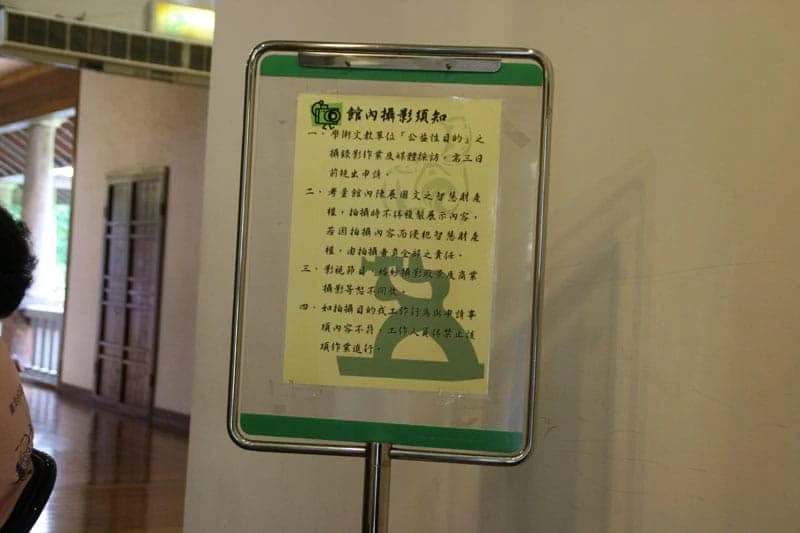 館內攝影須知
一、學術文教單位「公益性目的」之
攝錄影作業及媒體採訪，需三日
前提出申請。
二、考量館內陳展圖文之智慧財產
權，拍攝時不得複製展示內容，
若因拍攝內容而侵犯智慧財產
權，由拍攝者負全部之責任。
三、影視節目、婚紗攝影取景及商業
攝影等恕不開放。
四、如拍攝目的或工作行為與申請事
項內容不符，工作人員得禁止該
項作業進行。